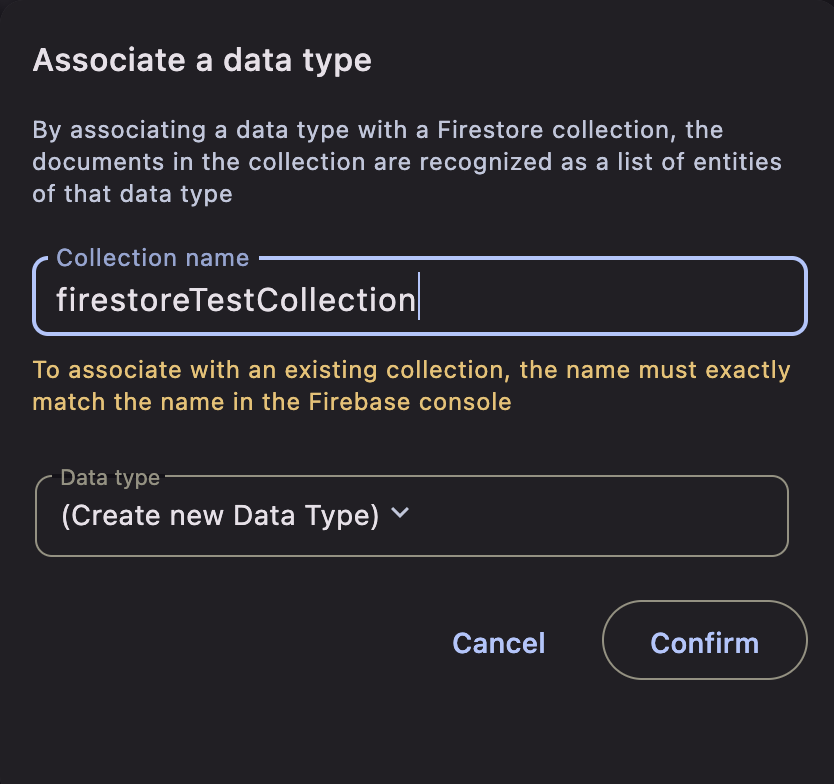 Associate a data type
By associating a data type with a Firestore collection, the
documents in the collection are recognized as a list of entities
of that data type
Collection name
firestoreTestCollection
To associate with an existing collection, the name must exactly
match the name in the Firebase console
Data type
(Create new Data Type)
Cancel
Confirm